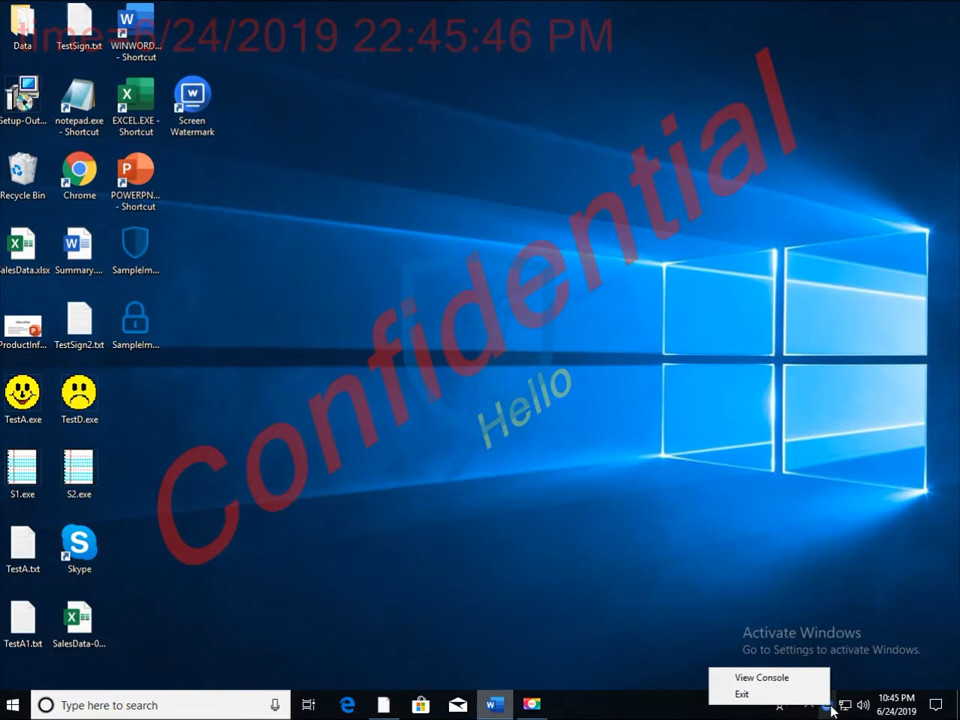 time=6/24/2019 22:45:46 PM
Data
TestSign.txt
WINWORD...
- Shortcut
Setup-Out...
notepad.exe
- Shortcut
EXCEL.EXE -
Shortcut
Screen
Watermark
Recycle Bin
Chrome
POWERPN...
- Shortcut
SalesData.xlsx
Summary....
SampleIm...
ProductInf...
TestSign2.txt
SampleIm...
TestA.exe
TestD.exe
S1.exe
S2.exe
TestA.txt
Skype
TestA1.txt
SalesData-0...
Confidential
Hello
Activate Windows
Go to Settings to activate Windows.
View Console
Exit
Type here to search
10:45 PM
6/24/2019